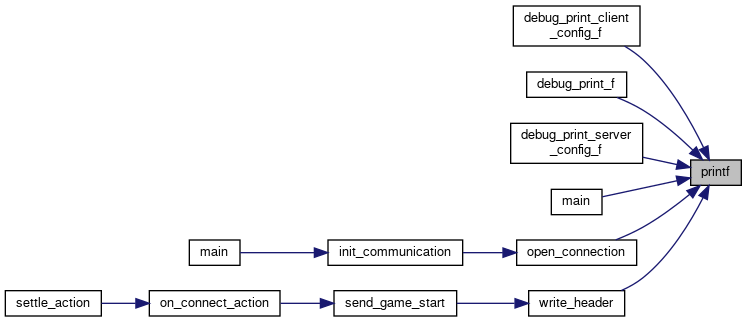 debug_print_client
_config_f
debug_print_f
debug_print_server
_config_f
printf
main
main
init_communication
open_connection
settle_action
on_connect_action
send_game_start
write_header